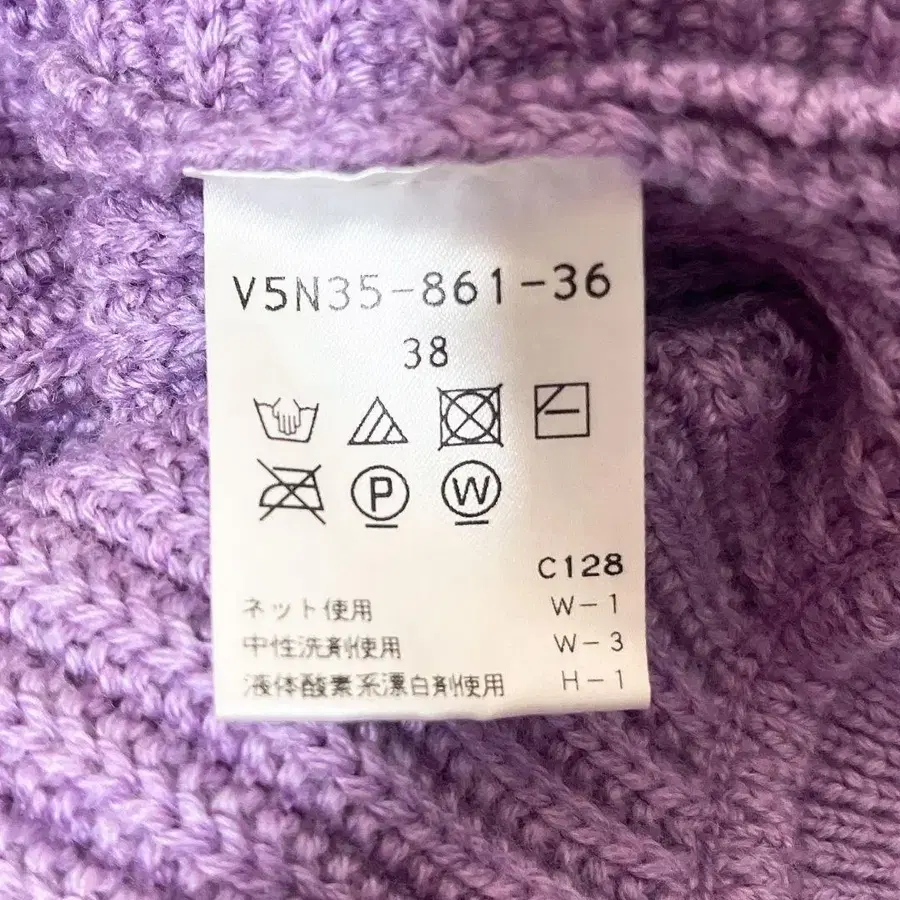 V5N35-861-36
38
P W
C128
ネット使用 W-1
中性洗剤使用 W-3
液体酸素系漂白剤使用 H-1